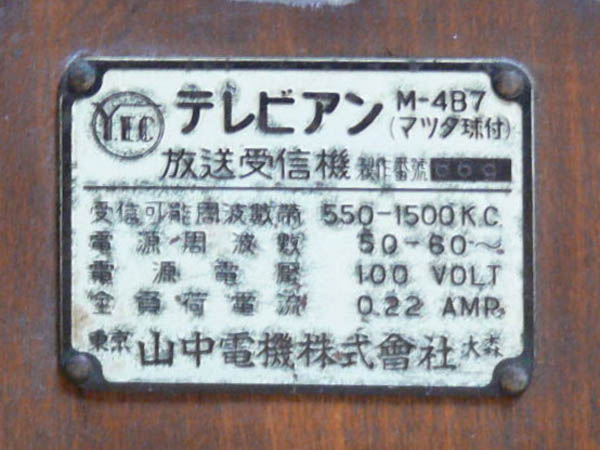 Y.E.C テレビアン M-4B7
(マツダ球付)
放送受信機 製作番號 669
受信可能周波數帶 550-1500 K.C.
電源周波數 50-60～
電源電壓 100 VOLT
全負荷電流 0.22 AMP.
東京 山中電機株式會社 大森